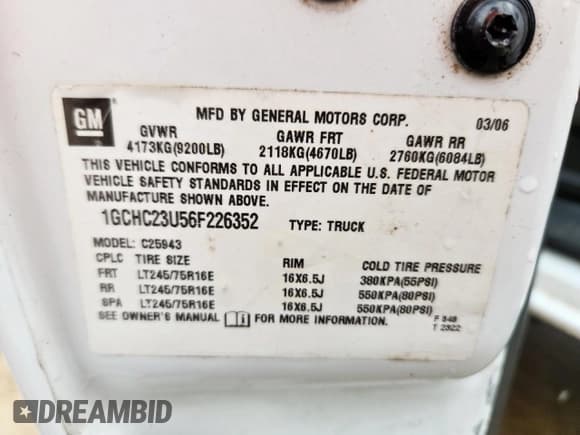 GM
MFD BY GENERAL MOTORS CORP. 03/06
GVWR GAWR FRT GAWR RR
4173KG(9200LB) 2118KG(4670LB) 2760KG(6084LB)
THIS VEHICLE CONFORMS TO ALL APPLICABLE U.S. FEDERAL MOTOR
VEHICLE SAFETY STANDARDS IN EFFECT ON THE DATE OF
MANUFACTURE SHOWN ABOVE.
1GCHC23U56F226352 TYPE: TRUCK
MODEL: C25943
CPLC TIRE SIZE RIM COLD TIRE PRESSURE
FRT LT245/75R16E 16X6.5J 380KPA(55PSI)
RR LT245/75R16E 16X6.5J 550KPA(80PSI)
SPA LT245/75R16E 16X6.5J 550KPA(80PSI)
SEE OWNER'S MANUAL FOR MORE INFORMATION.
F 848
T 2322
DREAMBID